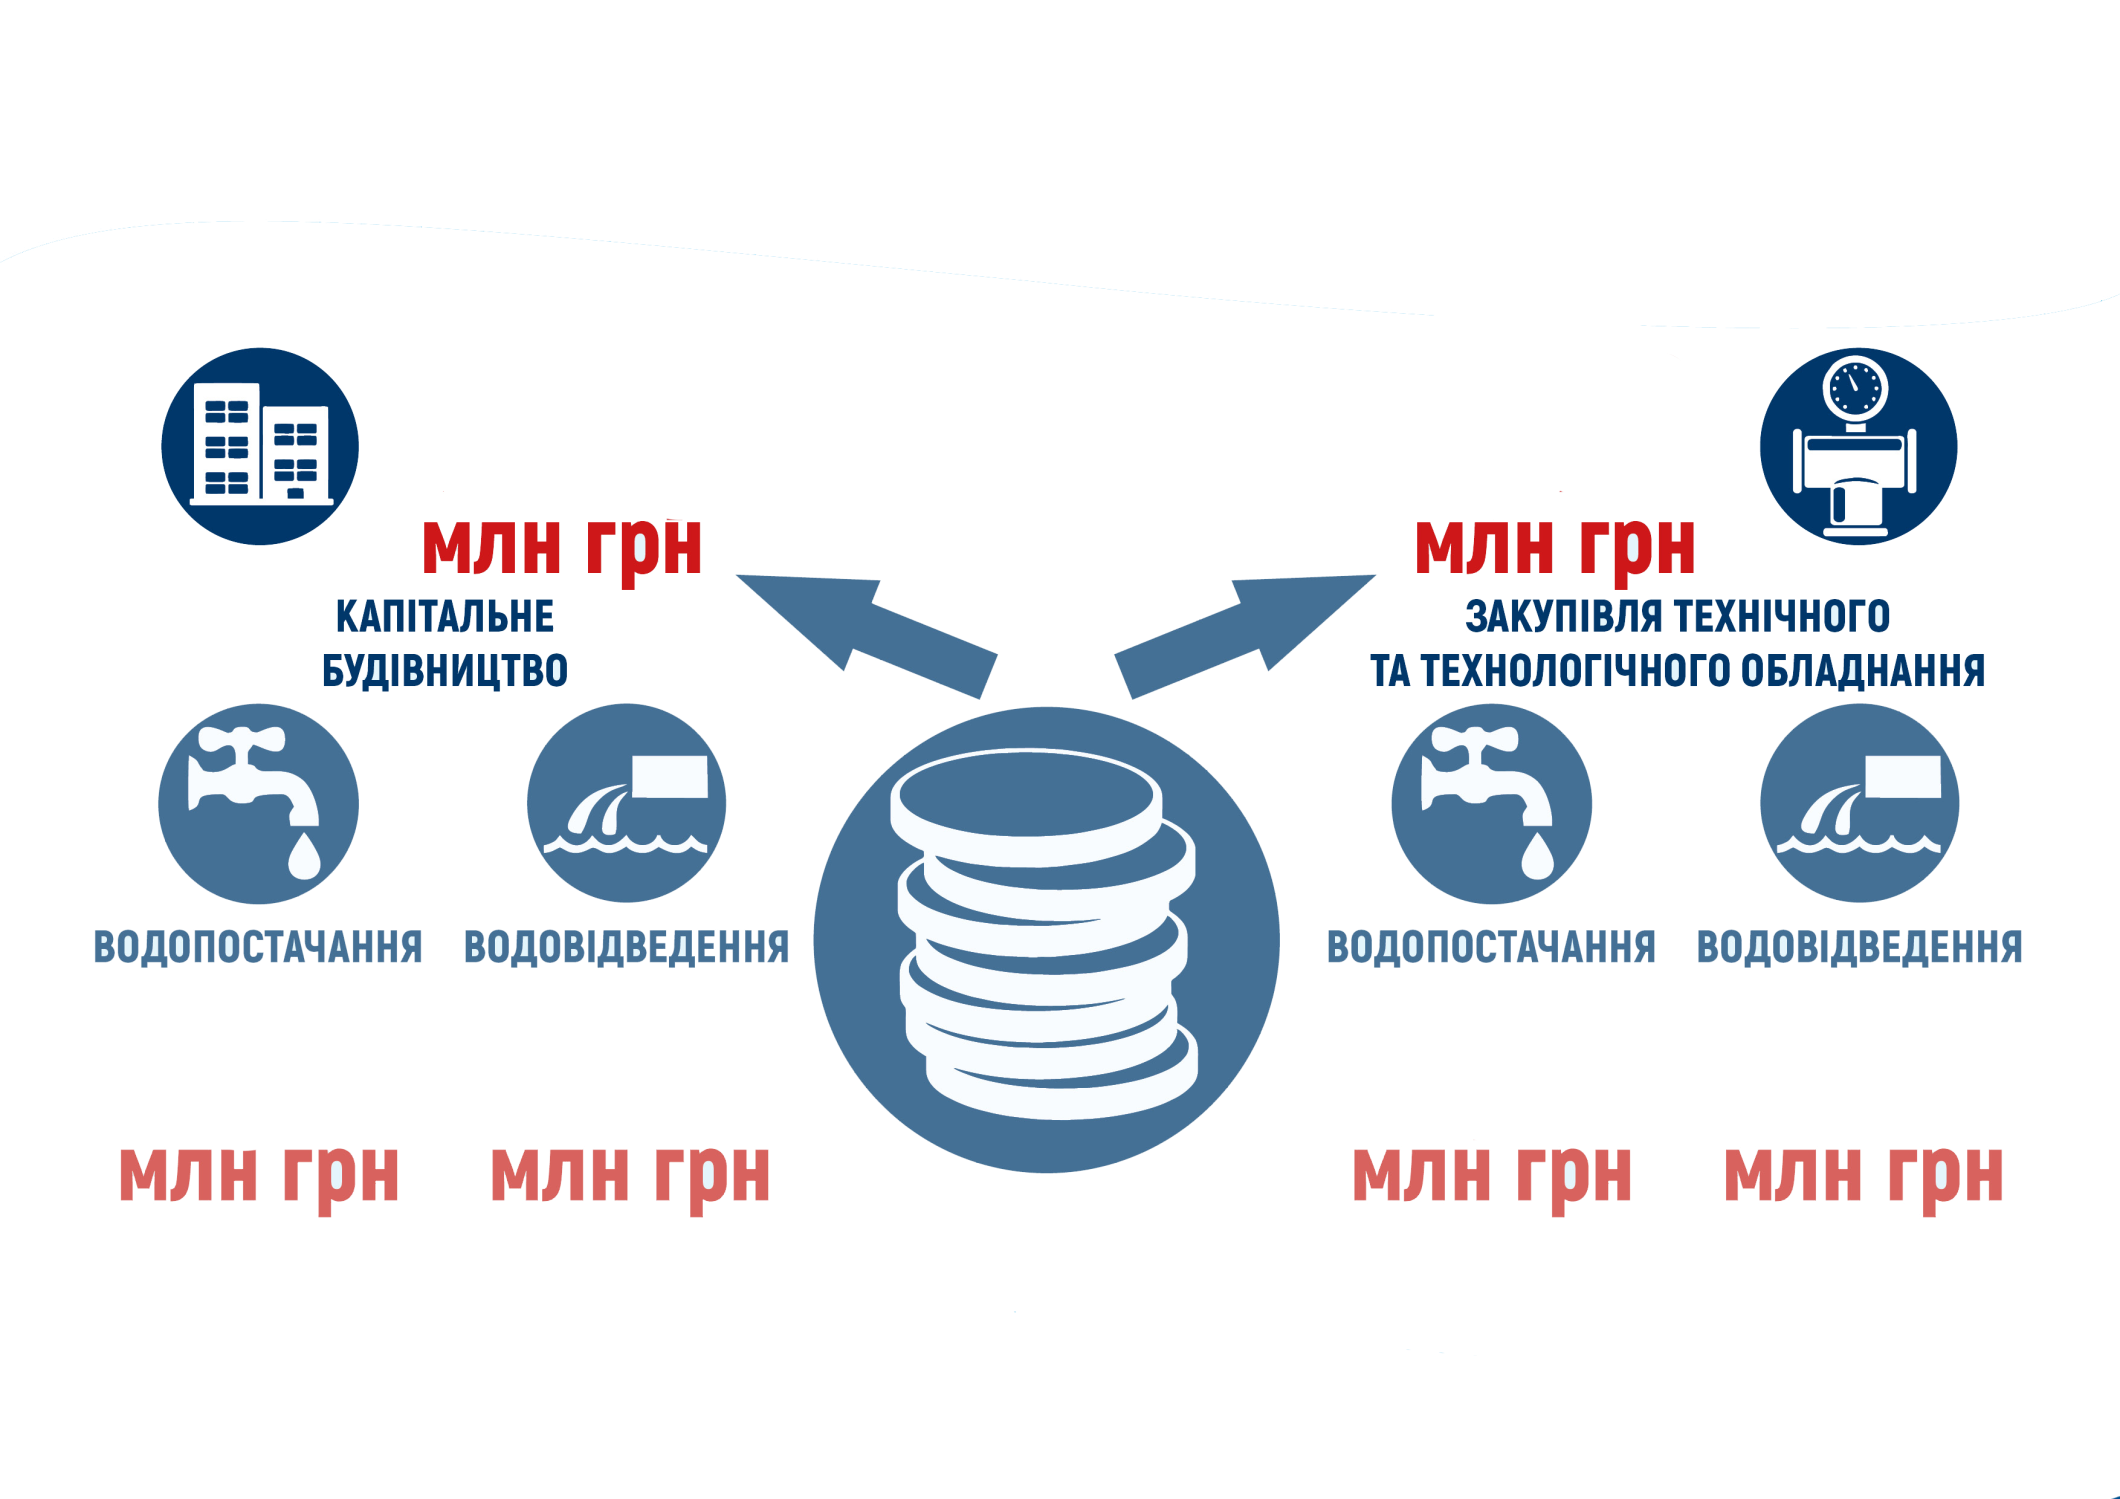 млн грн
КАПІТАЛЬНЕ
БУДІВНИЦТВО
ВОДОПОСТАЧАННЯ
ВОДОВІДВЕДЕННЯ
млн грн
млн грн
млн грн
ЗАКУПІВЛЯ ТЕХНІЧНОГО
ТА ТЕХНОЛОГІЧНОГО ОБЛАДНАННЯ
ВОДОПОСТАЧАННЯ
ВОДОВІДВЕДЕННЯ
млн грн
млн грн